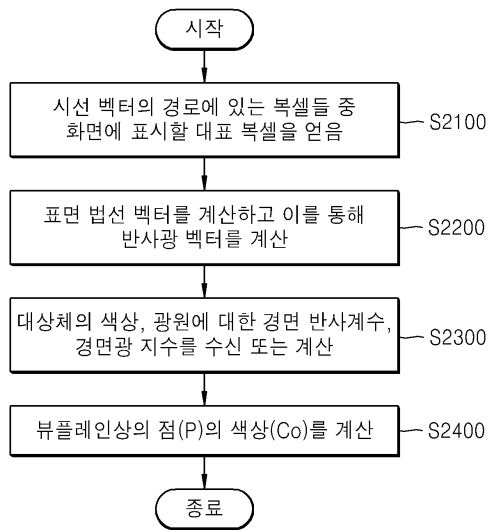 시작
시선 벡터의 경로에 있는 복셀들 중
화면에 표시할 대표 복셀을 얻음
S2100
표면 법선 벡터를 계산하고 이를 통해
반사광 벡터를 계산
S2200
대상체의 색상, 광원에 대한 경면 반사계수,
경면광 지수를 수신 또는 계산
S2300
뷰플레인상의 점(P)의 색상(Co)를 계산
S2400
종료